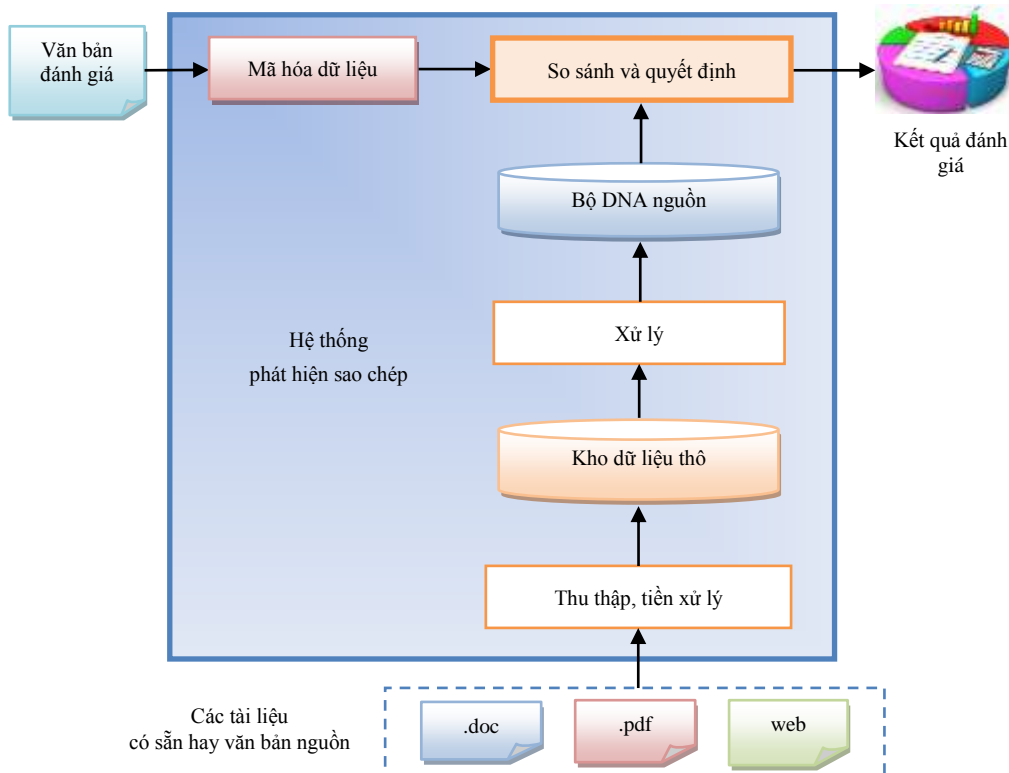 Văn bản
đánh giá
Mã hóa dữ liệu
So sánh và quyết định
Kết quả đánh
giá
Bộ DNA nguồn
Xử lý
Hệ thống
phát hiện sao chép
Kho dữ liệu thô
Thu thập, tiền xử lý
Các tài liệu
có sẵn hay văn bản nguồn
.doc
.pdf
web